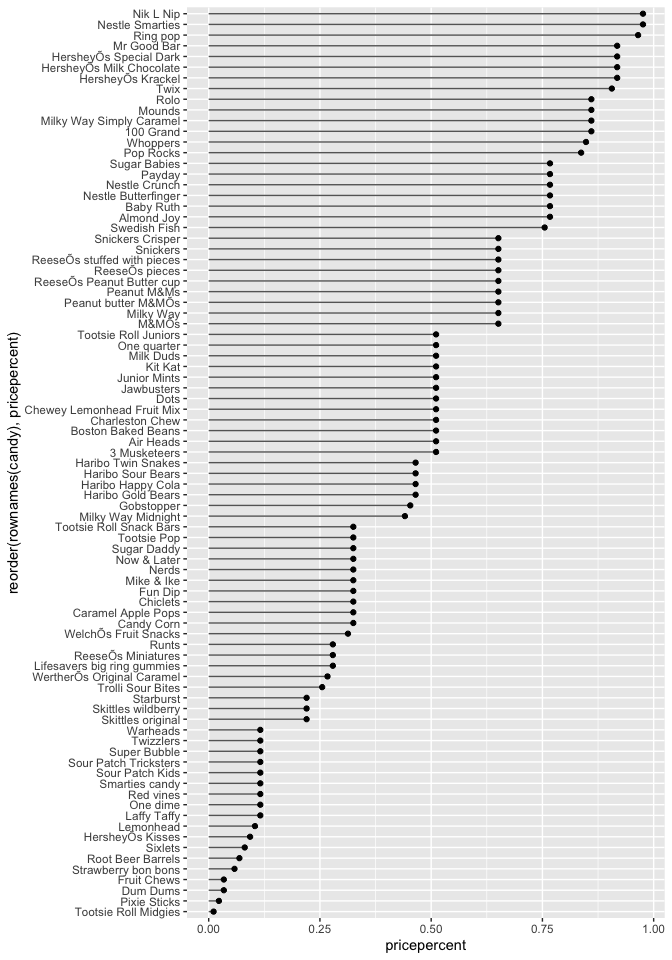 Nik L Nip
Nestle Smarties
Ring pop
Mr Good Bar
HersheyÕs Special Dark
HersheyÕs Milk Chocolate
HersheyÕs Krackel
Twix
Rolo
Mounds
Milky Way Simply Caramel
100 Grand
Whoppers
Pop Rocks
Sugar Babies
Payday
Nestle Crunch
Nestle Butterfinger
Baby Ruth
Almond Joy
Swedish Fish
Snickers Crisper
Snickers
ReeseÕs stuffed with pieces
ReeseÕs pieces
ReeseÕs Peanut Butter cup
Peanut M&Ms
Peanut butter M&MÕs
Milky Way
M&MÕs
Tootsie Roll Juniors
One quarter
Milk Duds
Kit Kat
Junior Mints
Jawbusters
Dots
Chewey Lemonhead Fruit Mix
Charleston Chew
Boston Baked Beans
Air Heads
3 Musketeers
Haribo Twin Snakes
Haribo Sour Bears
Haribo Happy Cola
Haribo Gold Bears
Gobstopper
Milky Way Midnight
Tootsie Roll Snack Bars
Tootsie Pop
Sugar Daddy
Now & Later
Nerds
Mike & Ike
Fun Dip
Chiclets
Caramel Apple Pops
Candy Corn
WelchÕs Fruit Snacks
Runts
ReeseÕs Miniatures
Lifesavers big ring gummies
WertherÕs Original Caramel
Trolli Sour Bites
Starburst
Skittles wildberry
Skittles original
Warheads
Twizzlers
Super Bubble
Sour Patch Tricksters
Sour Patch Kids
Smarties candy
Red vines
One dime
Laffy Taffy
Lemonhead
HersheyÕs Kisses
Sixlets
Root Beer Barrels
Strawberry bon bons
Fruit Chews
Dum Dums
Pixie Sticks
Tootsie Roll Midgies
reorder(rownames(candy), pricepercent)
0.00 0.25 0.50 0.75 1.00
pricepercent